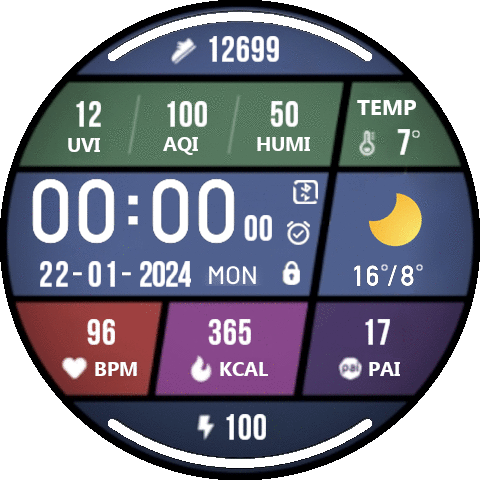 12699
12 100 50 TEMP
UVI AQI HUMI 7°
00:00 00
22-01-2024 MON 16°/8°
96 365 17
BPM KCAL pai PAI
100